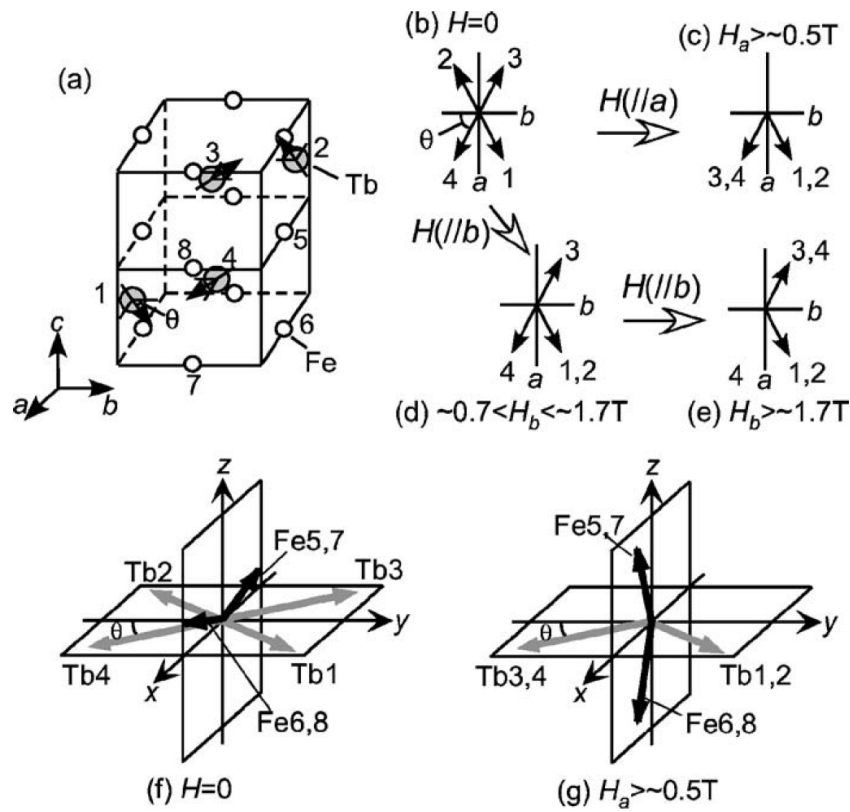 (a)
3
2
Tb
8
4
5
1
θ
6
Fe
7
c
a
b
(b) H=0
2
3
b
θ
4
a
1
H(//a)
(c) Hₐ>~0.5T
b
3,4
a
1,2
H(//b)
3
b
4
a
1,2
(d) ~0.7<H_b<~1.7T
H(//b)
3,4
b
4
a
1,2
(e) H_b>~1.7T
z
Fe5,7
Tb2
Tb3
θ
y
Tb4
x
Tb1
Fe6,8
(f) H=0
z
Fe5,7
θ
y
Tb3,4
x
Tb1,2
Fe6,8
(g) Hₐ>~0.5T